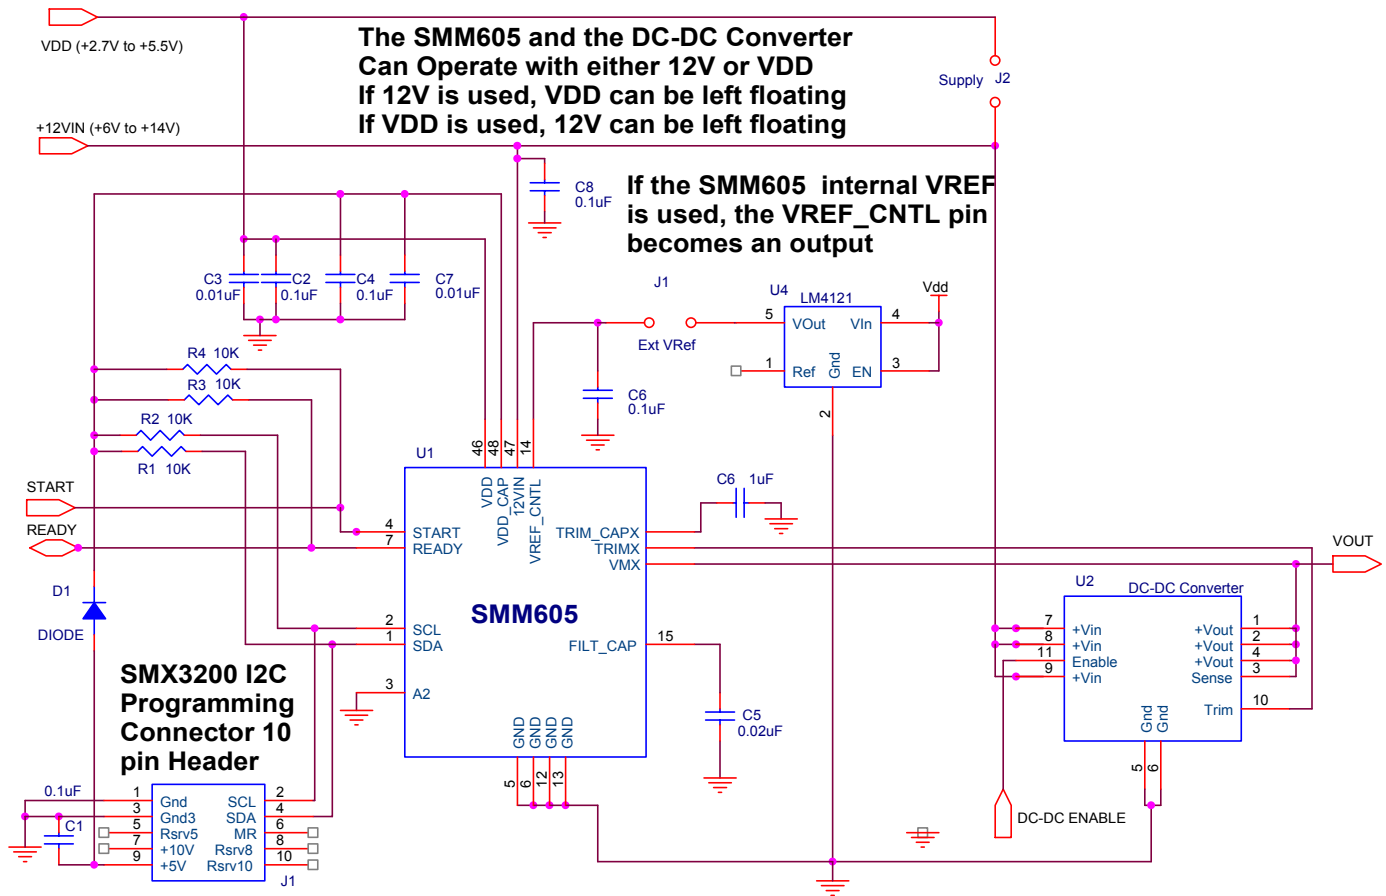 VDD (+2.7V to +5.5V)
The SMM605 and the DC-DC Converter
Can Operate with either 12V or VDD
If 12V is used, VDD can be left floating
If VDD is used, 12V can be left floating
Supply J2
+12VIN (+6V to +14V)
C8
0.1uF
If the SMM605 internal VREF
is used, the VREF_CNTL pin
becomes an output
C3
0.01uF
C2
0.1uF
C4
0.1uF
C7
0.01uF
J1
Ext VRef
U4
LM4121
Vdd
5 VOut VIn 4
1 Ref Gnd EN 3
2
C6
0.1uF
R4 10K
R3 10K
R2 10K
R1 10K
U1
46 48 47 14
VDD
VDD_CAP
12VIN
VREF_CNTL
START
READY
4 START
7 READY
2 SCL
1 SDA
3 A2
SMM605
TRIM_CAPX
TRIMX
VMX
FILT_CAP 15
GND GND GND GND
5 6 12 13
C6 1uF
C5
0.02uF
VOUT
U2
DC-DC Converter
7 +Vin +Vout 1
8 +Vin +Vout 2
11 Enable +Vout 4
9 +Vin Sense 3
Trim 10
Gnd Gnd
5 6
DC-DC ENABLE
D1
DIODE
SMX3200 I2C
Programming
Connector 10
pin Header
0.1uF
C1
1 Gnd SCL 2
3 Gnd3 SDA 4
5 Rsrv5 MR 6
7 +10V Rsrv8 8
9 +5V Rsrv10 10
J1